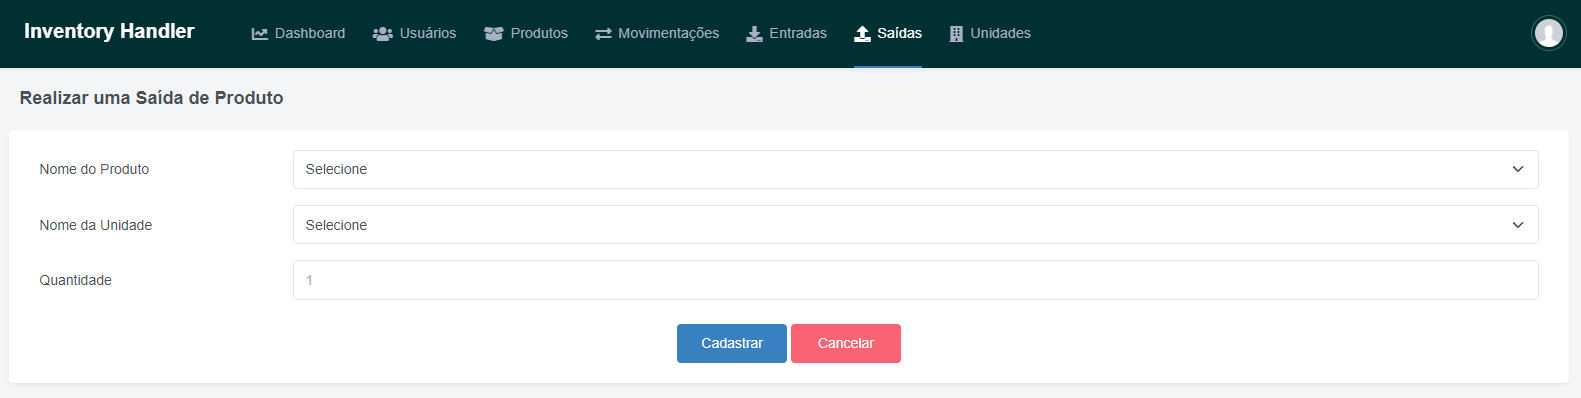 Inventory Handler Dashboard Usuários Produtos Movimentações Entradas Saídas Unidades
Realizar uma Saída de Produto
Nome do Produto Selecione
Nome da Unidade Selecione
Quantidade 1
Cadastrar Cancelar